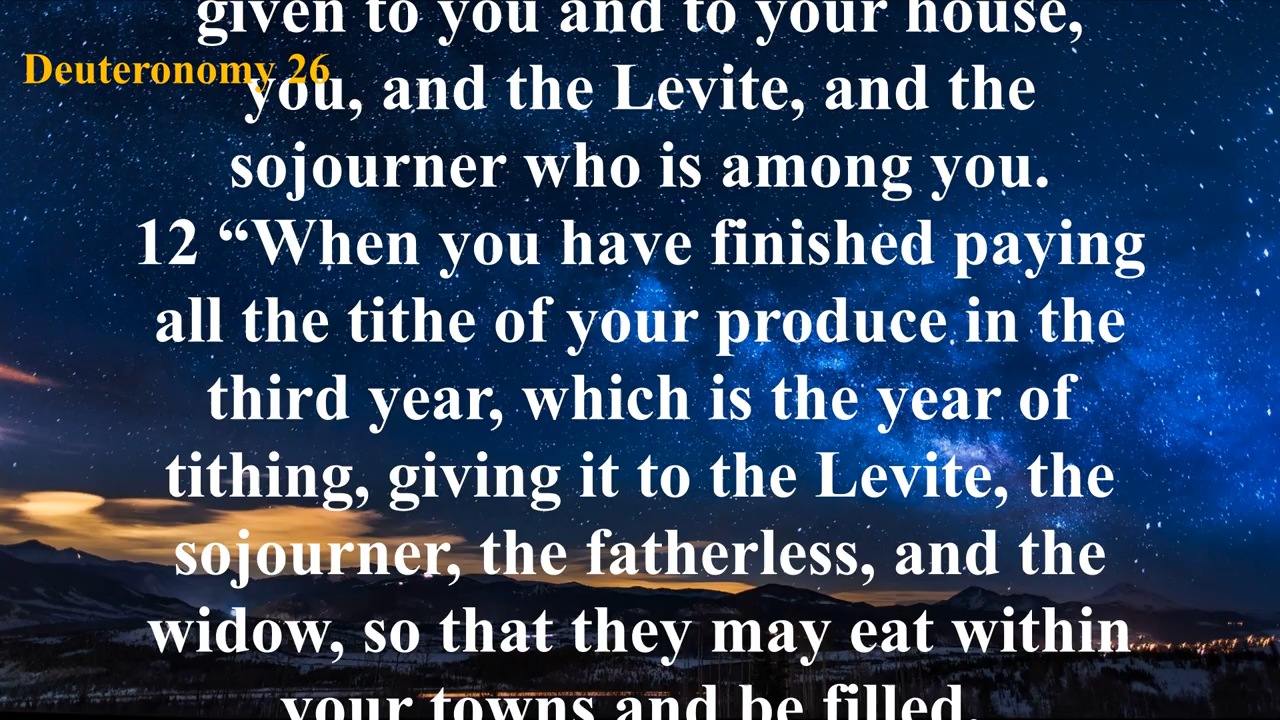 given to you and to your house,
Deuteronomy 26
you, and the Levite, and the
sojourner who is among you.
12 “When you have finished paying
all the tithe of your produce in the
third year, which is the year of
tithing, giving it to the Levite, the
sojourner, the fatherless, and the
widow, so that they may eat within
your towns and be filled,